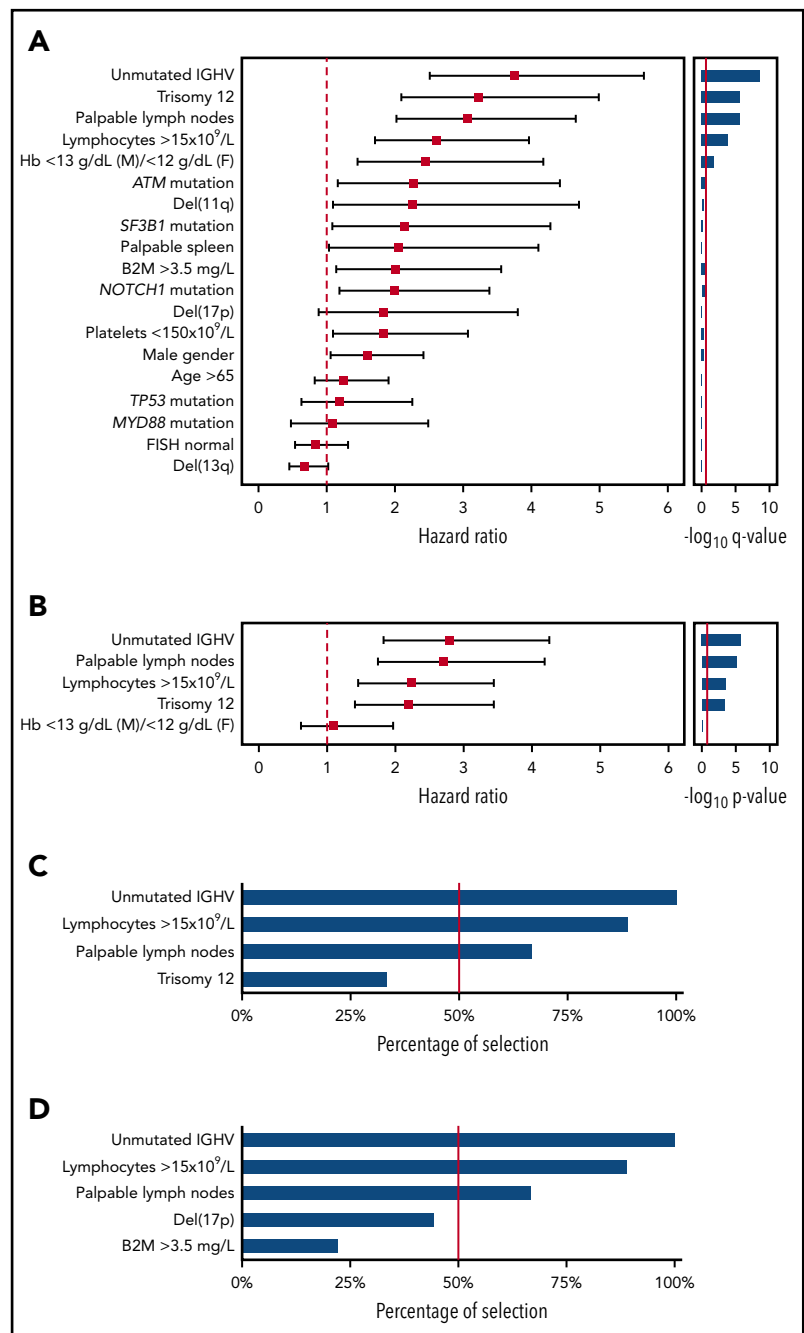 A
Unmutated IGHV
Trisomy 12
Palpable lymph nodes
Lymphocytes >15x10⁹/L
Hb <13 g/dL (M)/<12 g/dL (F)
ATM mutation
Del(11q)
SF3B1 mutation
Palpable spleen
B2M >3.5 mg/L
NOTCH1 mutation
Del(17p)
Platelets <150x10⁹/L
Male gender
Age >65
TP53 mutation
MYD88 mutation
FISH normal
Del(13q)
0 1 2 3 4 5 6 0 5 10
Hazard ratio -log₁₀ q-value
B
Unmutated IGHV
Palpable lymph nodes
Lymphocytes >15x10⁹/L
Trisomy 12
Hb <13 g/dL (M)/<12 g/dL (F)
0 1 2 3 4 5 6 0 5 10
Hazard ratio -log₁₀ p-value
C
Unmutated IGHV
Lymphocytes >15x10⁹/L
Palpable lymph nodes
Trisomy 12
0% 25% 50% 75% 100%
Percentage of selection
D
Unmutated IGHV
Lymphocytes >15x10⁹/L
Palpable lymph nodes
Del(17p)
B2M >3.5 mg/L
0% 25% 50% 75% 100%
Percentage of selection